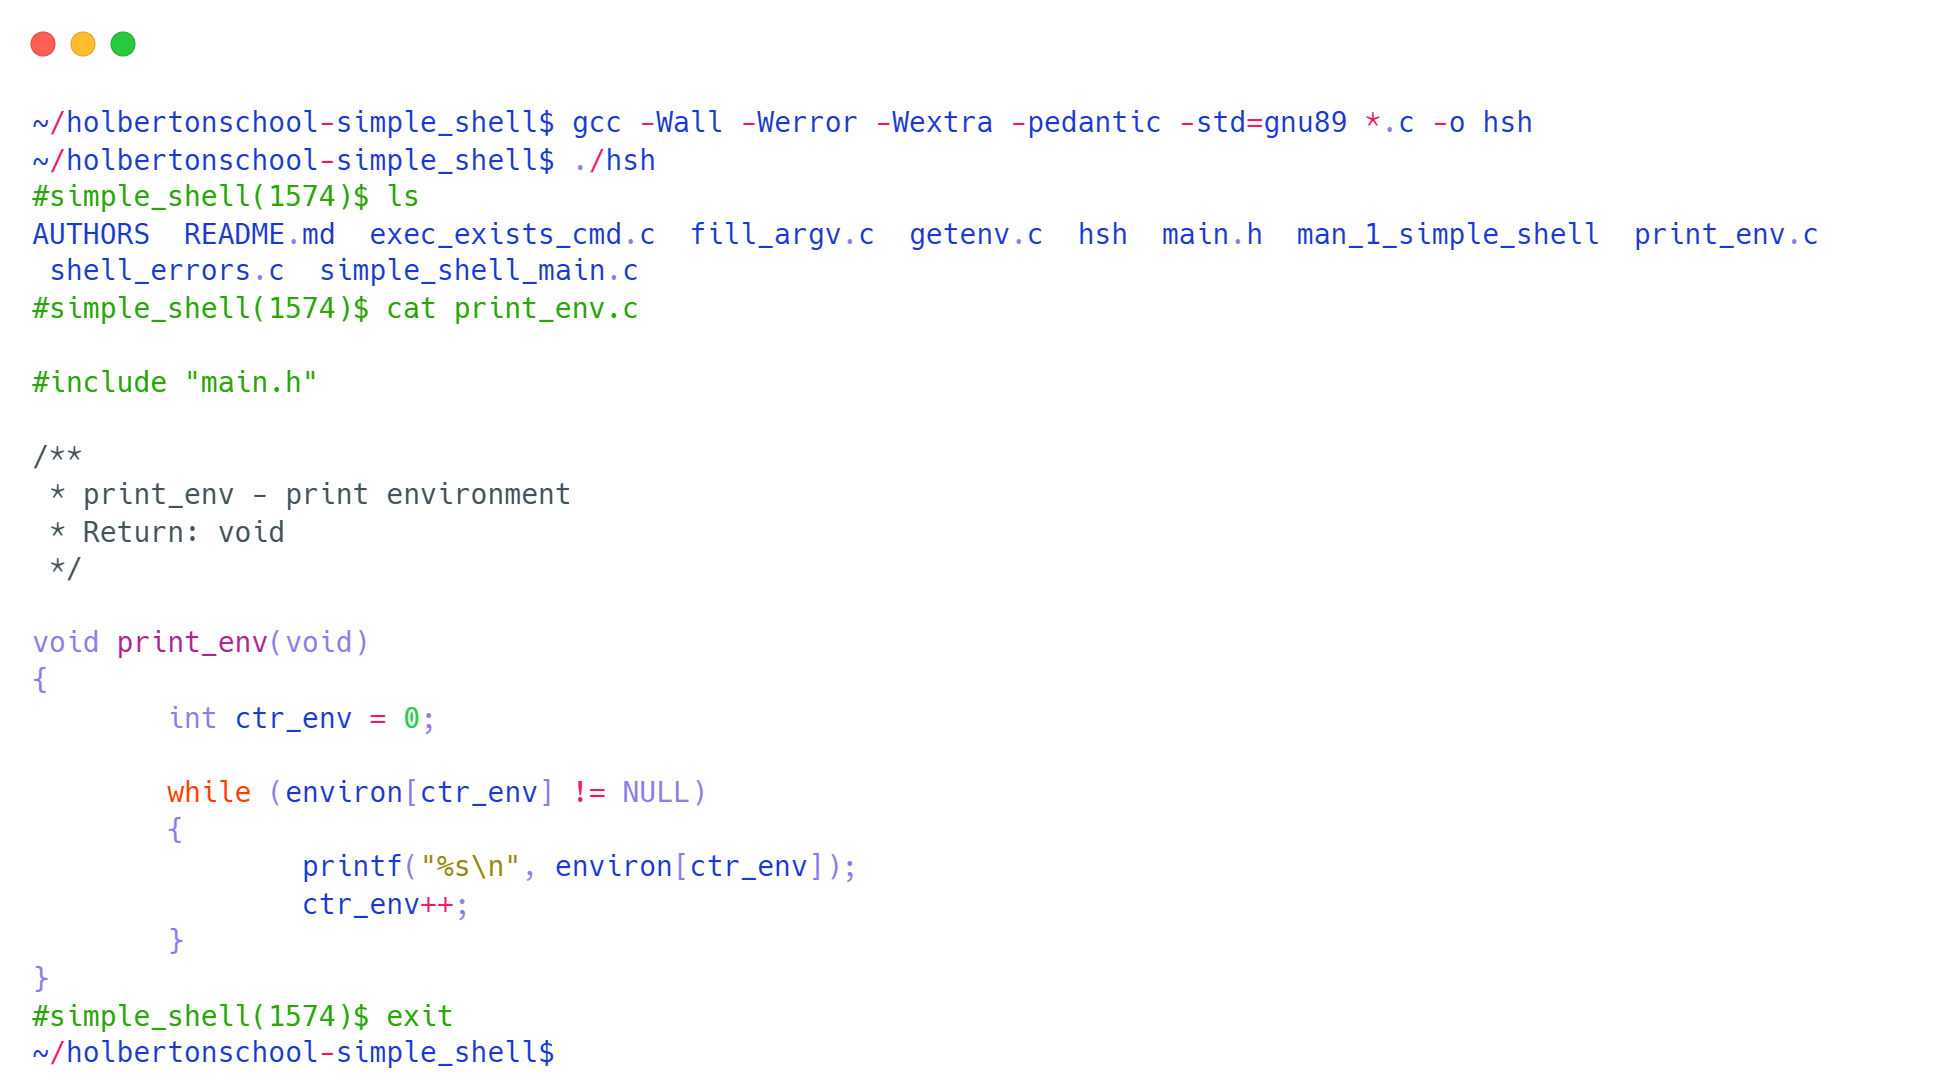 ~/holbertonschool-simple_shell$ gcc -Wall -Werror -Wextra -pedantic -std=gnu89 *.c -o hsh
~/holbertonschool-simple_shell$ ./hsh
#simple_shell(1574)$ ls
AUTHORS  README.md  exec_exists_cmd.c  fill_argv.c  getenv.c  hsh  main.h  man_1_simple_shell  print_env.c
 shell_errors.c  simple_shell_main.c
#simple_shell(1574)$ cat print_env.c

#include "main.h"

/**
 * print_env - print environment
 * Return: void
 */

void print_env(void)
{
        int ctr_env = 0;

        while (environ[ctr_env] != NULL)
        {
                printf("%s\n", environ[ctr_env]);
                ctr_env++;
        }
}
#simple_shell(1574)$ exit
~/holbertonschool-simple_shell$